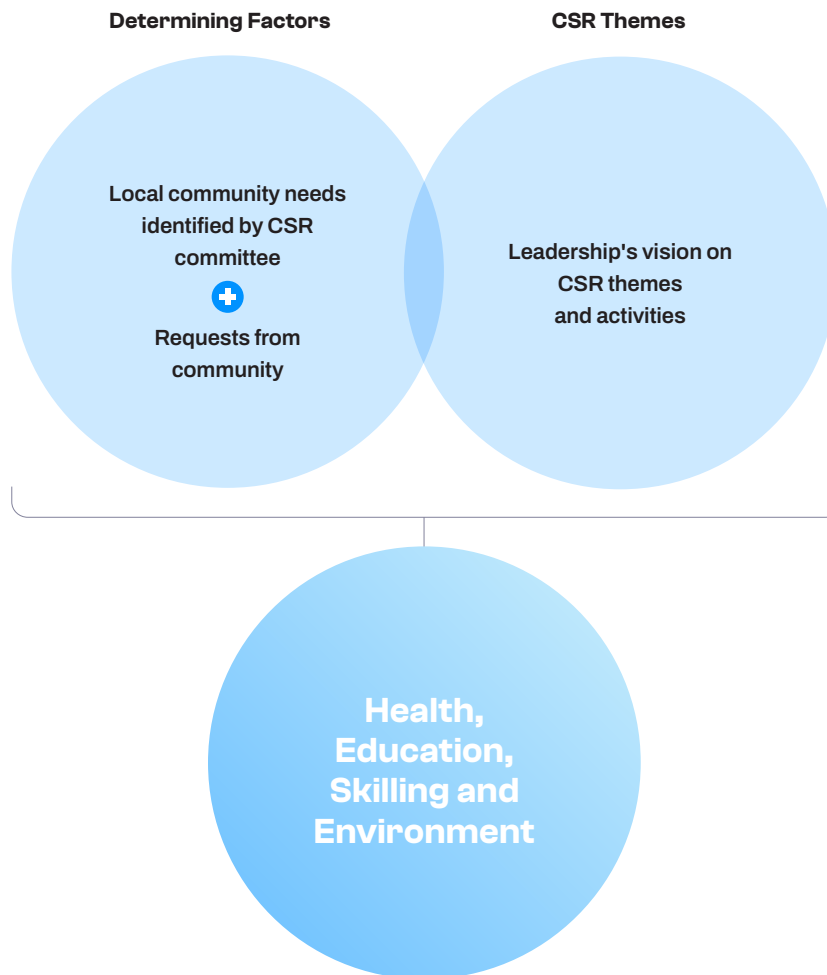 Determining Factors
CSR Themes
Local community needs
identified by CSR
committee
Requests from
community
Leadership's vision on
CSR themes
and activities
Health,
Education,
Skilling and
Environment